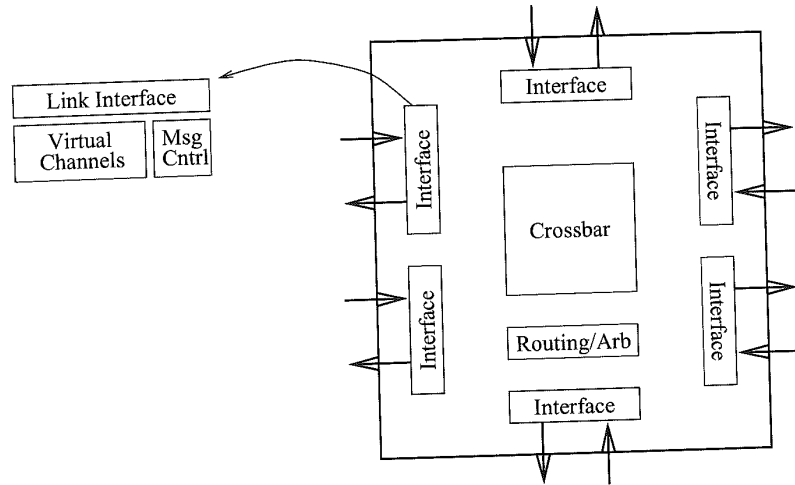 Interface
Link Interface
Virtual
Channels
Msg
Cntrl
Interface
Interface
Crossbar
Interface
Interface
Routing/Arb
Interface